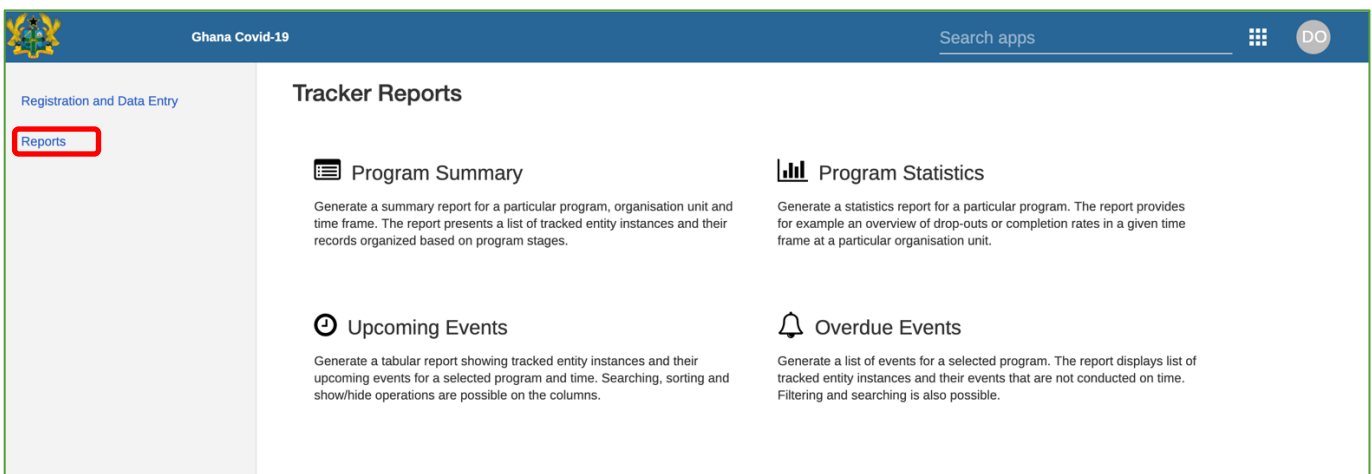 Ghana Covid-19
Search apps
DO
Registration and Data Entry
Reports
Tracker Reports
Program Summary
Generate a summary report for a particular program, organisation unit and
time frame. The report presents a list of tracked entity instances and their
records organized based on program stages.
Program Statistics
Generate a statistics report for a particular program. The report provides
for example an overview of drop-outs or completion rates in a given time
frame at a particular organisation unit.
Upcoming Events
Generate a tabular report showing tracked entity instances and their
upcoming events for a selected program and time. Searching, sorting and
show/hide operations are possible on the columns.
Overdue Events
Generate a list of events for a selected program. The report displays list of
tracked entity instances and their events that are not conducted on time.
Filtering and searching is also possible.